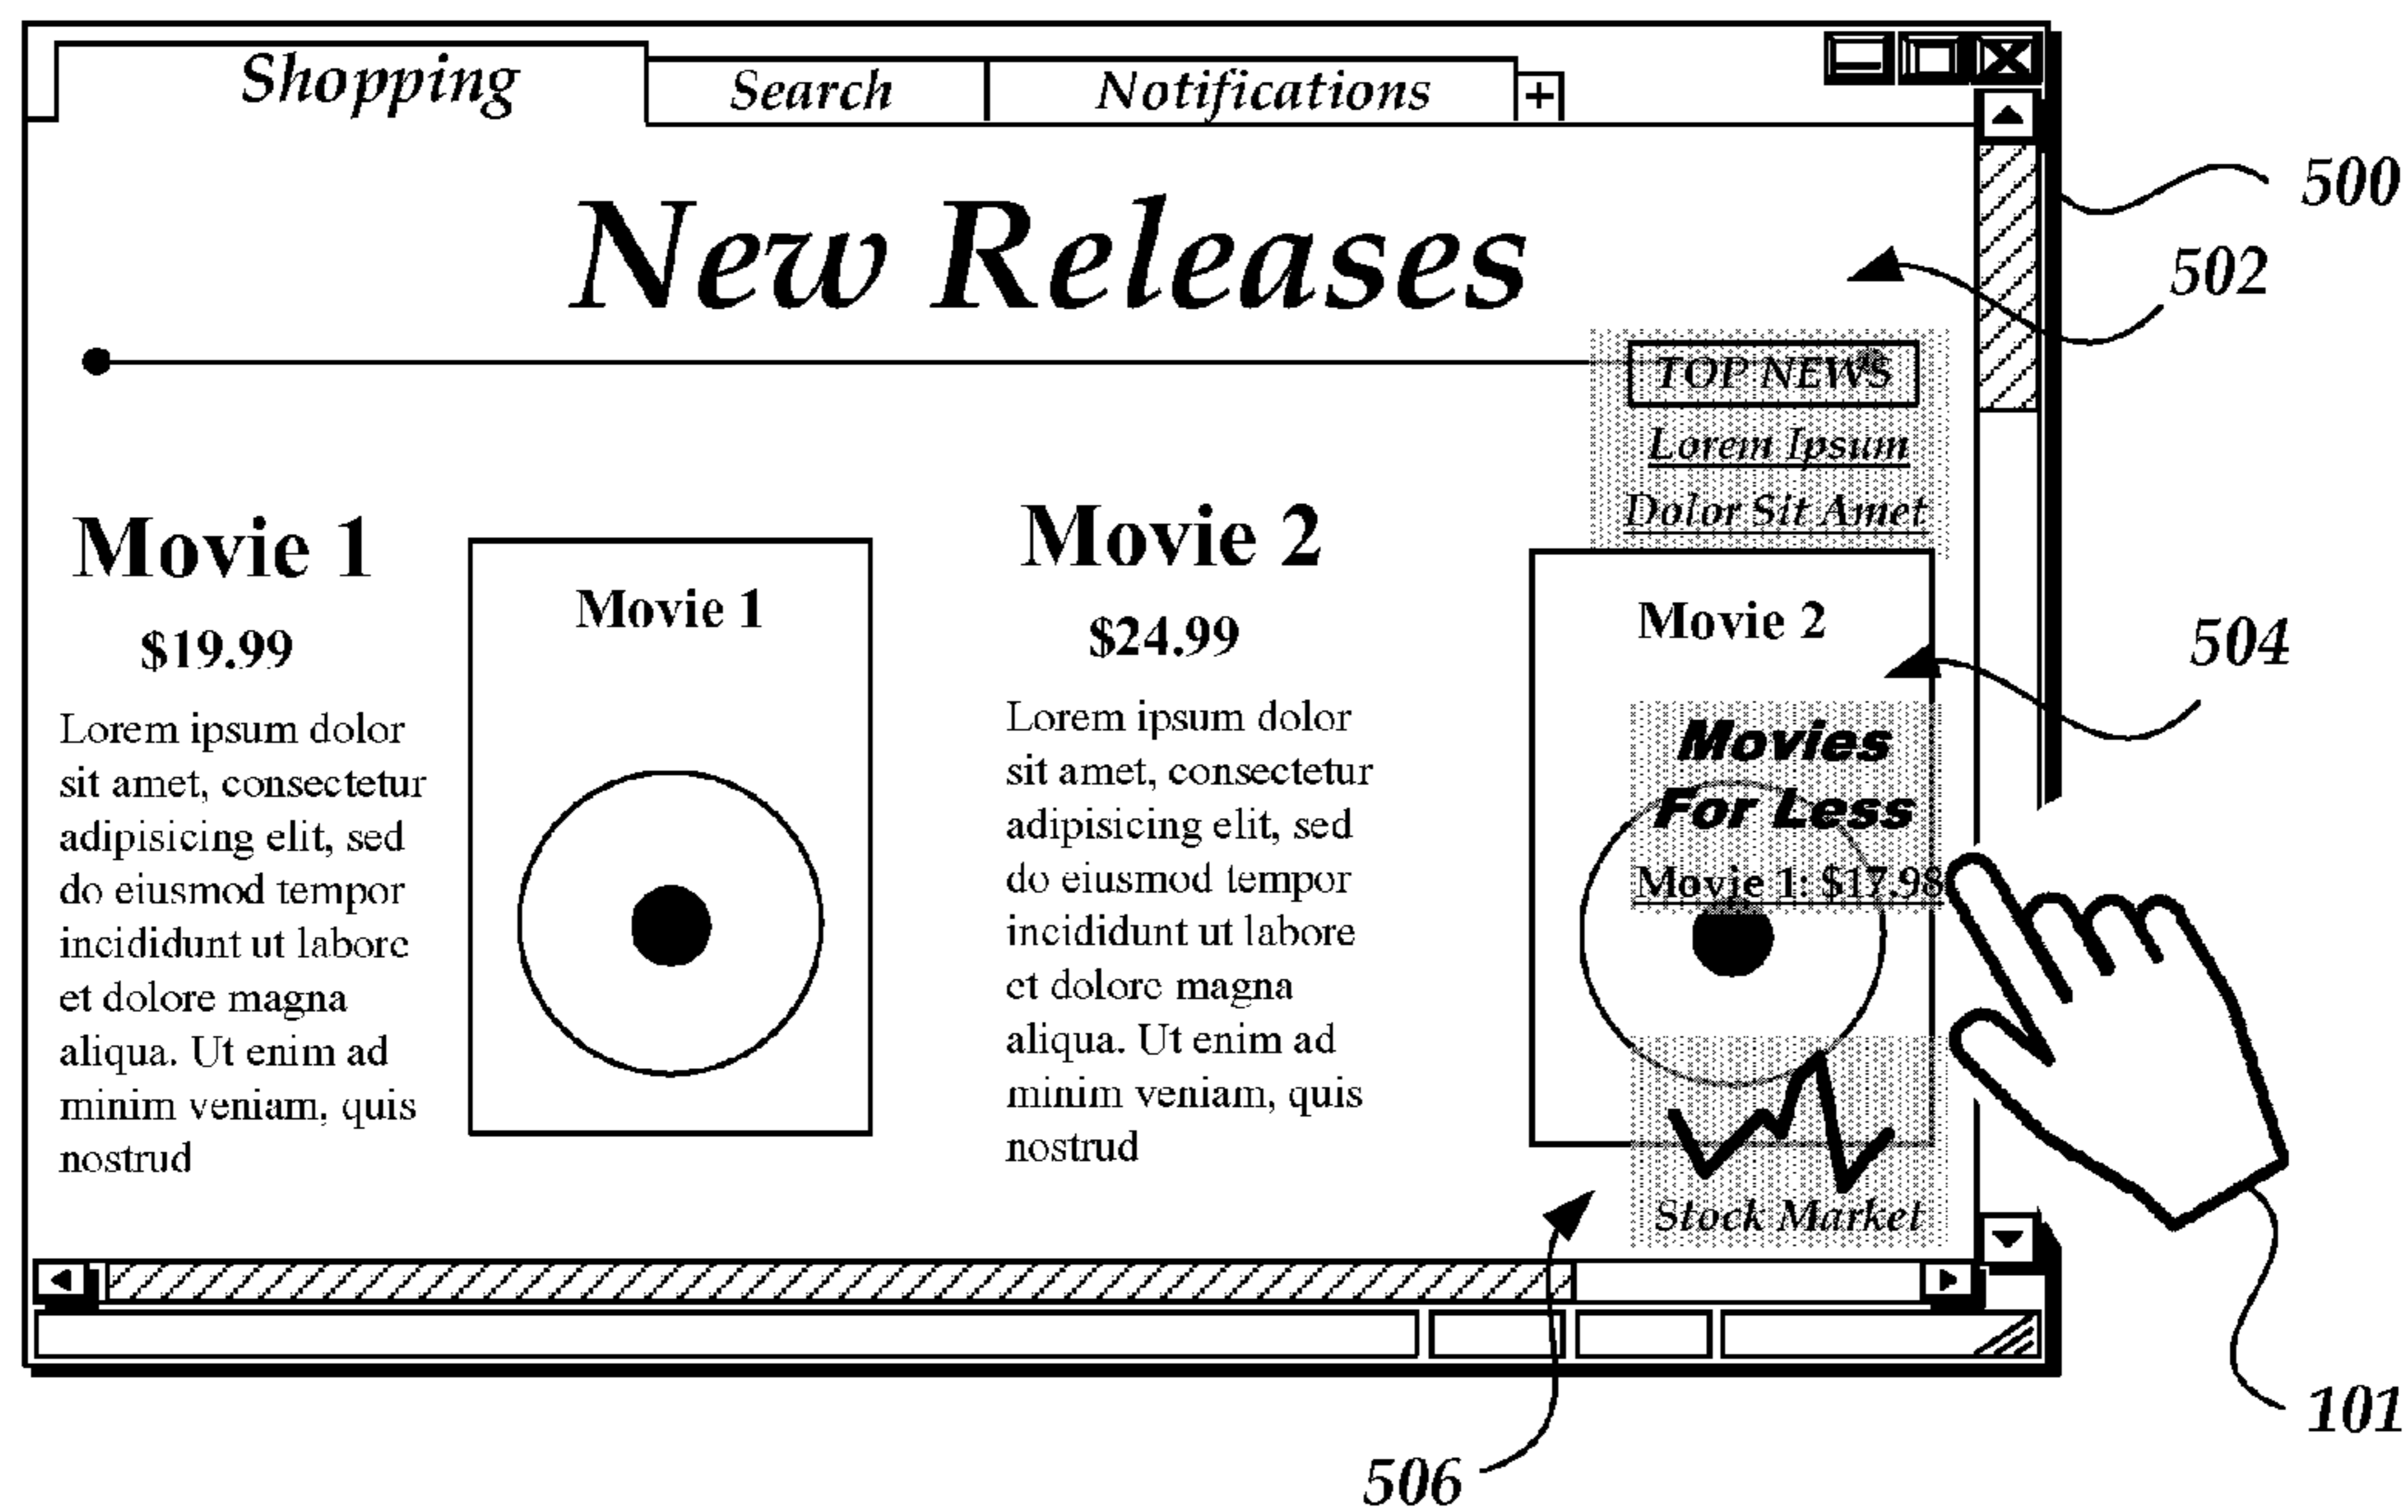 Shopping
Search
Notifications
+
500
502
New Releases
TOP NEWS
Lorem Ipsum
Dolor Sit Amet
Movie 1
$19.99
Lorem ipsum dolor
sit amet, consectetur
adipisicing elit, sed
do eiusmod tempor
incididunt ut labore
et dolore magna
aliqua. Ut enim ad
minim veniam, quis
nostrud
Movie 1
Movie 2
$24.99
Lorem ipsum dolor
sit amet, consectetur
adipisicing elit, sed
do eiusmod tempor
incididunt ut labore
et dolore magna
aliqua. Ut enim ad
minim veniam, quis
nostrud
Movie 2
504
Movies
For Less
Movie 1: $17.98
Stock Market
101
506